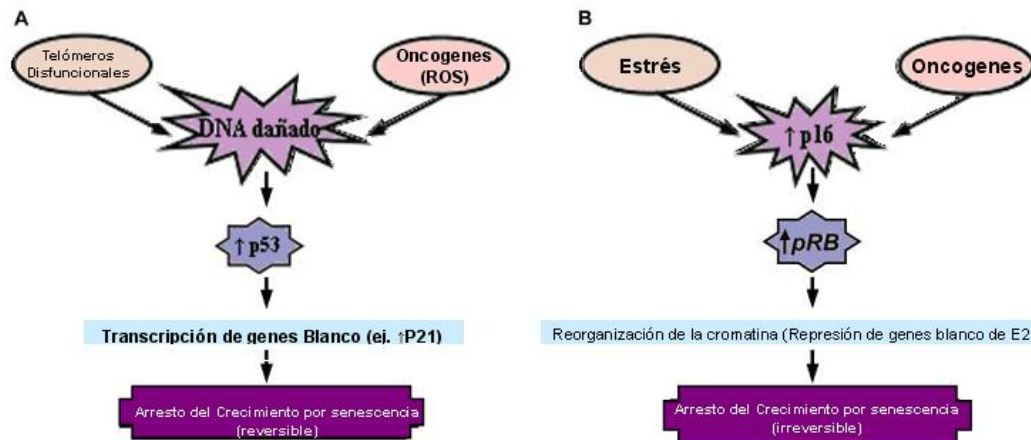 A
Telómeros
Disfuncionales
Oncogenes
(ROS)
DNA dañado
↑ p53
Transcripción de genes Blanco (ej. ↑P21)
Arresto del Crecimiento por senescencia
(reversible)
B
Estrés
Oncogenes
↑ p16
↑pRB
Reorganización de la cromatina (Represión de genes blanco de E2
Arresto del Crecimiento por senescencia
(irreversible)